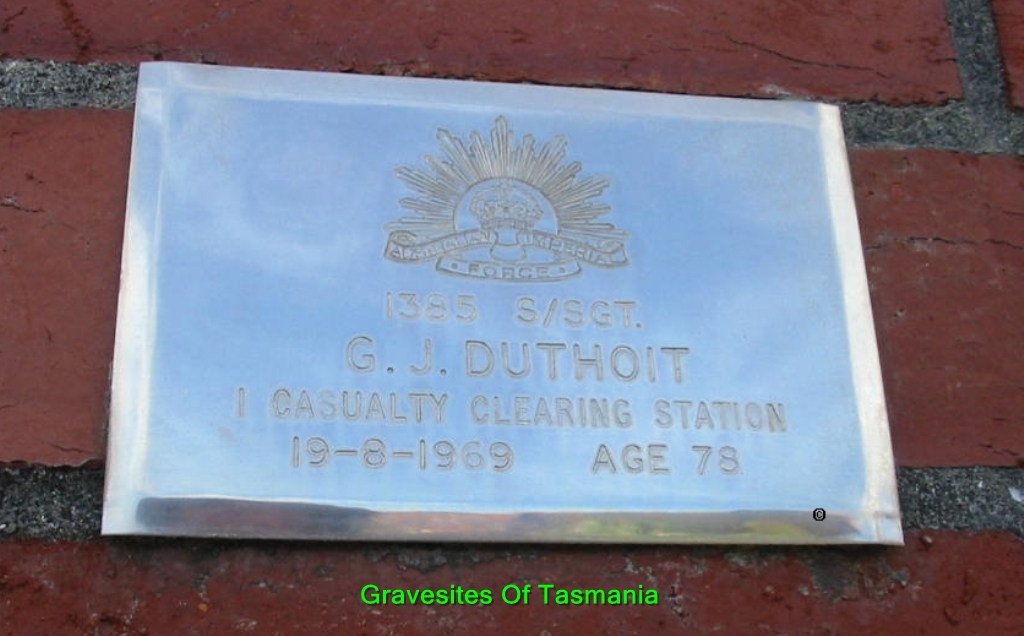 AUSTRALIAN IMPERIAL
FORCE
1385 S/SGT.
G. J. DUTHOIT
1 CASUALTY CLEARING STATION
19-8-1969 AGE 78
©
Gravesites Of Tasmania